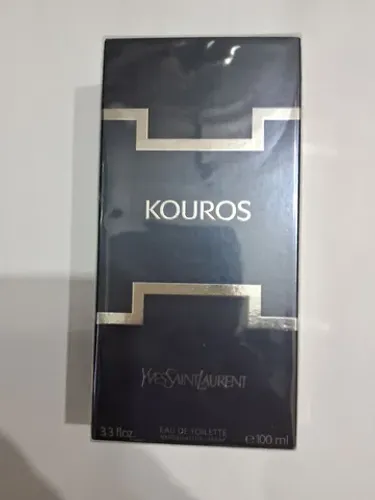 KOUROS
YVESSAINTLAURENT
EAU DE TOILETTE
3.3 fl.oz. e 100 ml